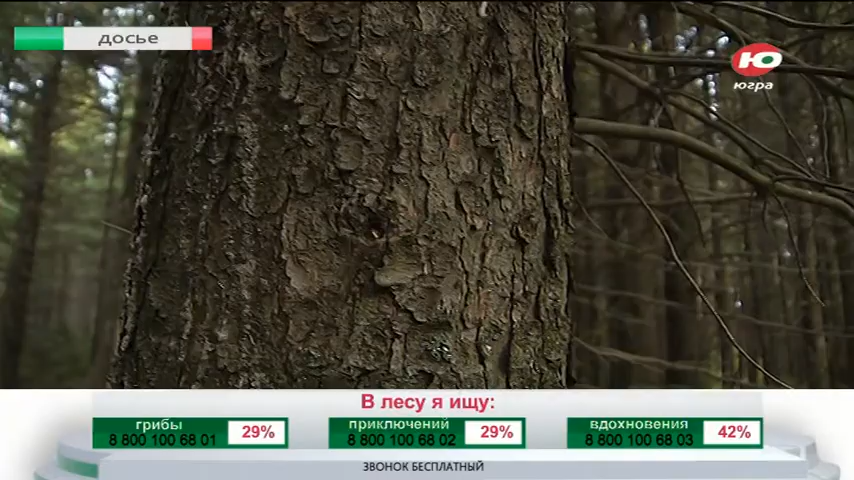 досье
Ю
югра
В лесу я ищу:
грибы
8 800 100 68 01
29%
приключений
8 800 100 68 02
29%
вдохновения
8 800 100 68 03
42%
ЗВОНОК БЕСПЛАТНЫЙ